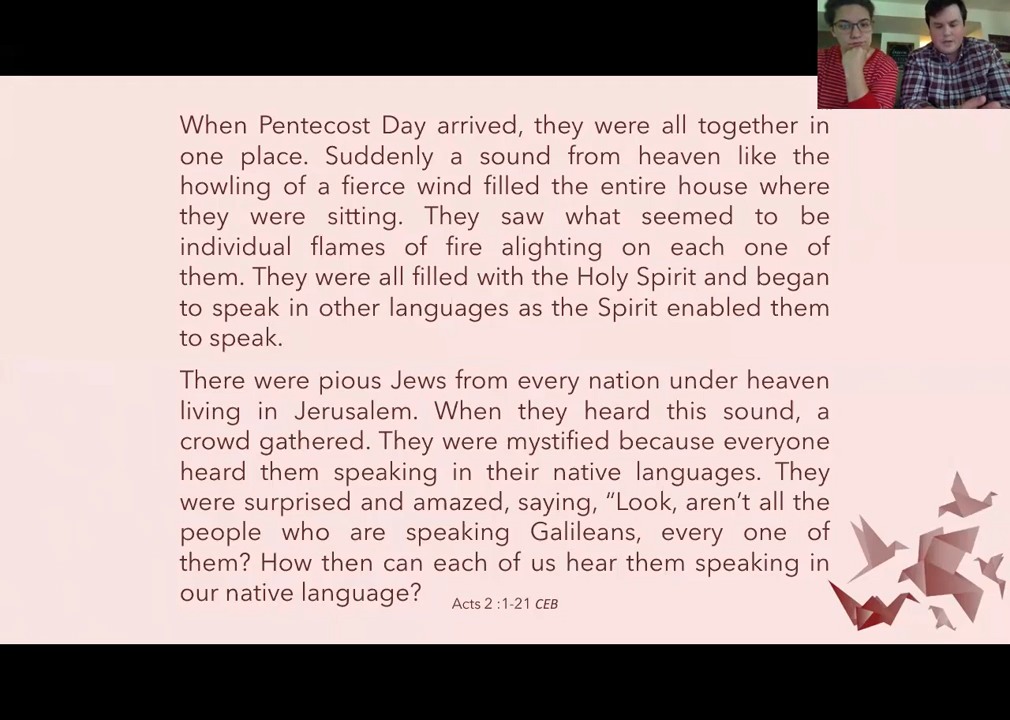 When Pentecost Day arrived, they were all together in
one place. Suddenly a sound from heaven like the
howling of a fierce wind filled the entire house where
they were sitting. They saw what seemed to be
individual flames of fire alighting on each one of
them. They were all filled with the Holy Spirit and began
to speak in other languages as the Spirit enabled them
to speak.
There were pious Jews from every nation under heaven
living in Jerusalem. When they heard this sound, a
crowd gathered. They were mystified because everyone
heard them speaking in their native languages. They
were surprised and amazed, saying, “Look, aren’t all the
people who are speaking Galileans, every one of
them? How then can each of us hear them speaking in
our native language?
Acts 2 :1-21 CEB